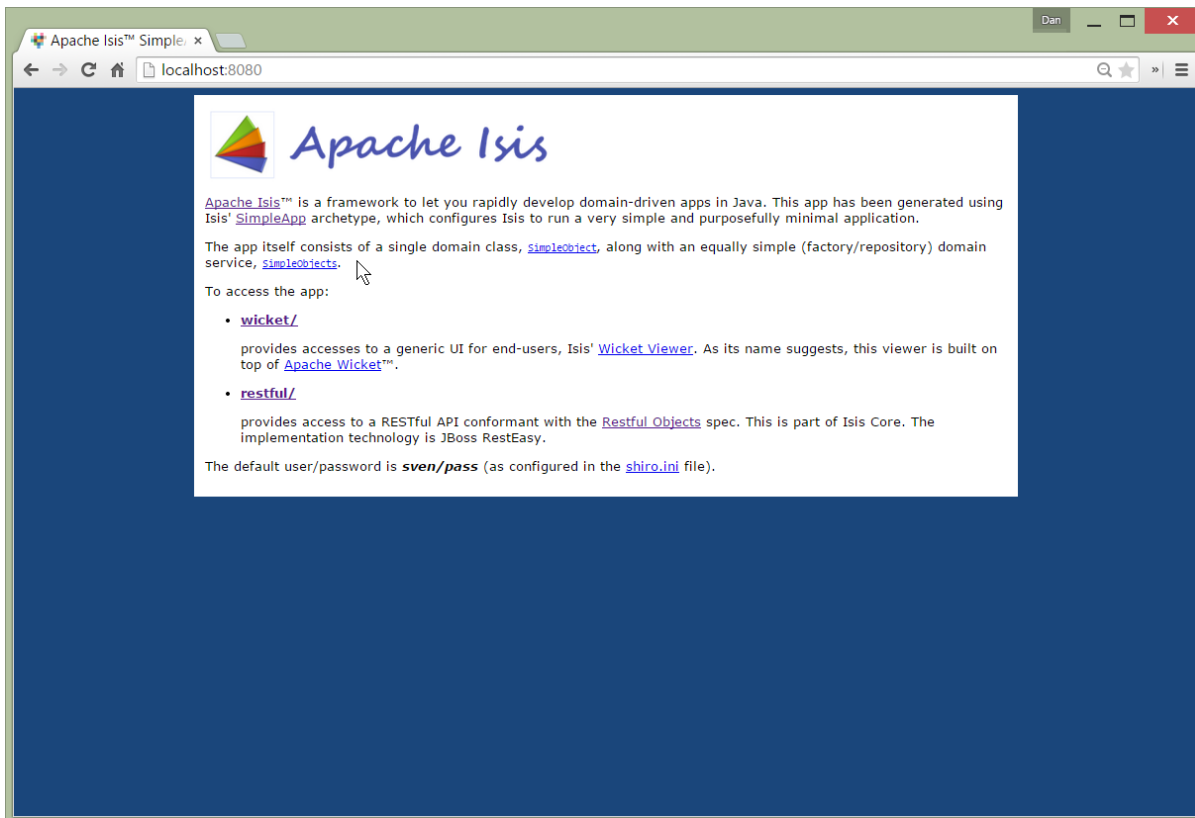 Dan
Apache Isis™ Simple
localhost:8080
Apache Isis
Apache Isis™ is a framework to let you rapidly develop domain-driven apps in Java. This app has been generated using
Isis' SimpleApp archetype, which configures Isis to run a very simple and purposefully minimal application.
The app itself consists of a single domain class, SimpleObject, along with an equally simple (factory/repository) domain
service, SimpleObjects.
To access the app:
• wicket/
provides accesses to a generic UI for end-users, Isis' Wicket Viewer. As its name suggests, this viewer is built on
top of Apache Wicket™.
• restful/
provides access to a RESTful API conformant with the Restful Objects spec. This is part of Isis Core. The
implementation technology is JBoss RestEasy.
The default user/password is sven/pass (as configured in the shiro.ini file).